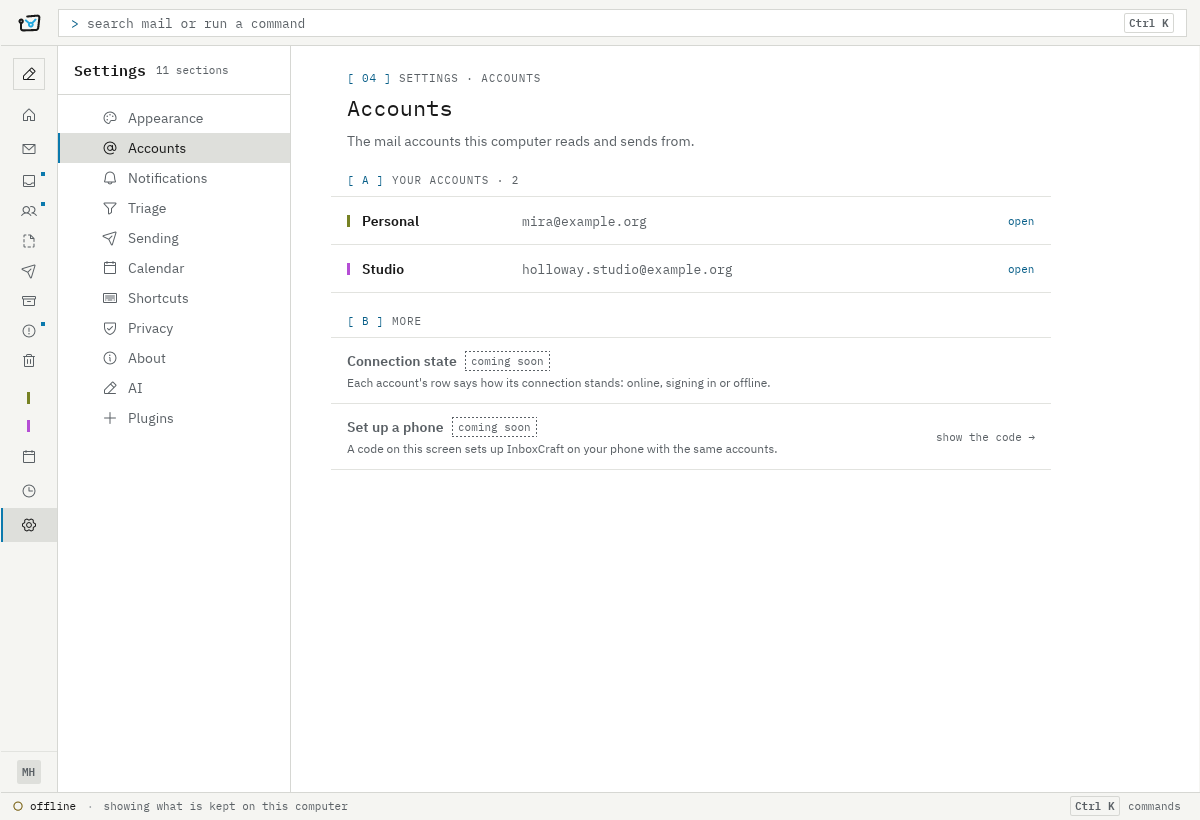 > search mail or run a command Ctrl K
Settings 11 sections
Appearance
Accounts
Notifications
Triage
Sending
Calendar
Shortcuts
Privacy
About
AI
Plugins
MH
[ 04 ] SETTINGS · ACCOUNTS
Accounts
The mail accounts this computer reads and sends from.
[ A ] YOUR ACCOUNTS · 2
Personal mira@example.org open
Studio holloway.studio@example.org open
[ B ] MORE
Connection state coming soon
Each account's row says how its connection stands: online, signing in or offline.
Set up a phone coming soon
A code on this screen sets up InboxCraft on your phone with the same accounts.
show the code →
offline · showing what is kept on this computer
Ctrl K commands